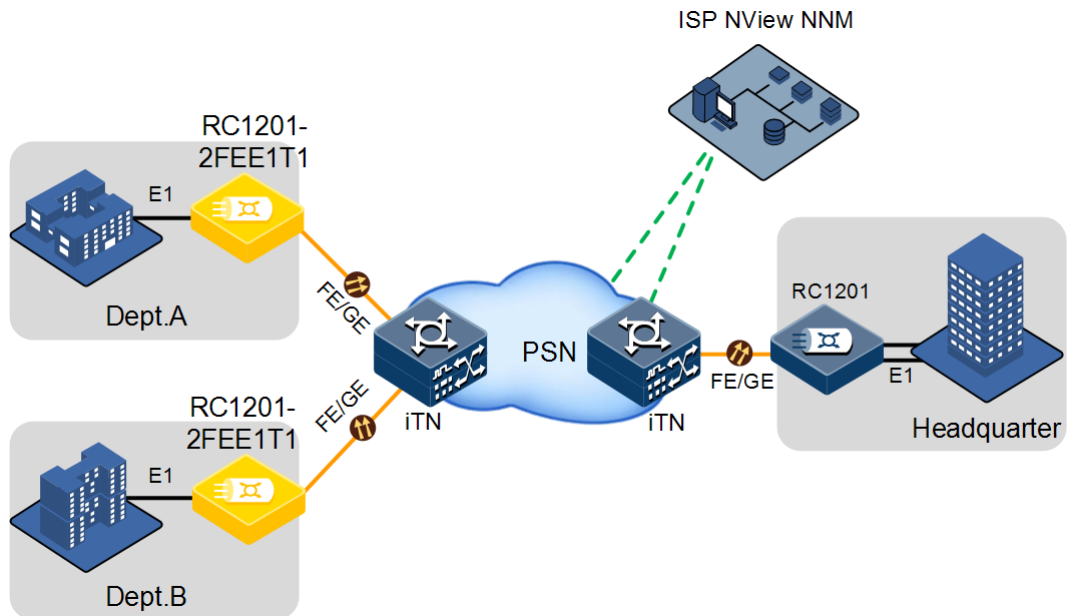 ISP NView NNM
RC1201-
2FEE1T1
E1
Dept.A
FE/GE
RC1201-
2FEE1T1
E1
Dept.B
FE/GE
iTN
PSN
iTN
FE/GE
RC1201
E1
Headquarter